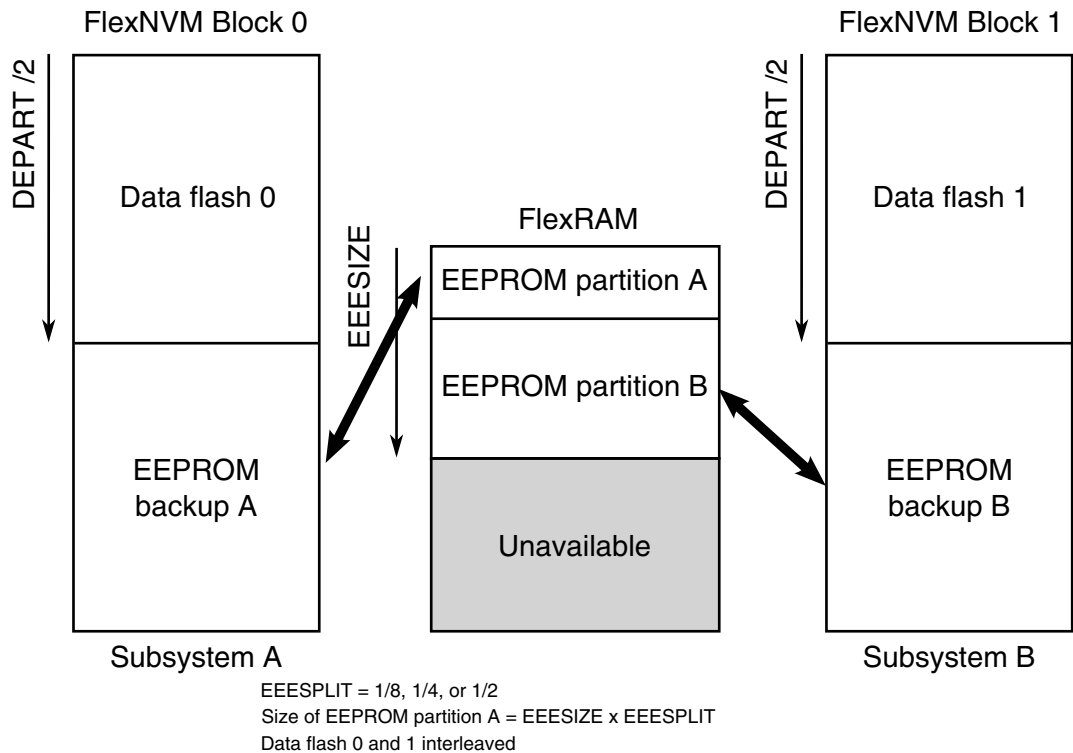 FlexNVM Block 0
DEPART /2
Data flash 0
EEPROM
backup A
Subsystem A
FlexRAM
EEESIZE
EEPROM partition A
EEPROM partition B
Unavailable
FlexNVM Block 1
DEPART /2
Data flash 1
EEPROM
backup B
Subsystem B
EEESPLIT = 1/8, 1/4, or 1/2
Size of EEPROM partition A = EEESIZE x EEESPLIT
Data flash 0 and 1 interleaved